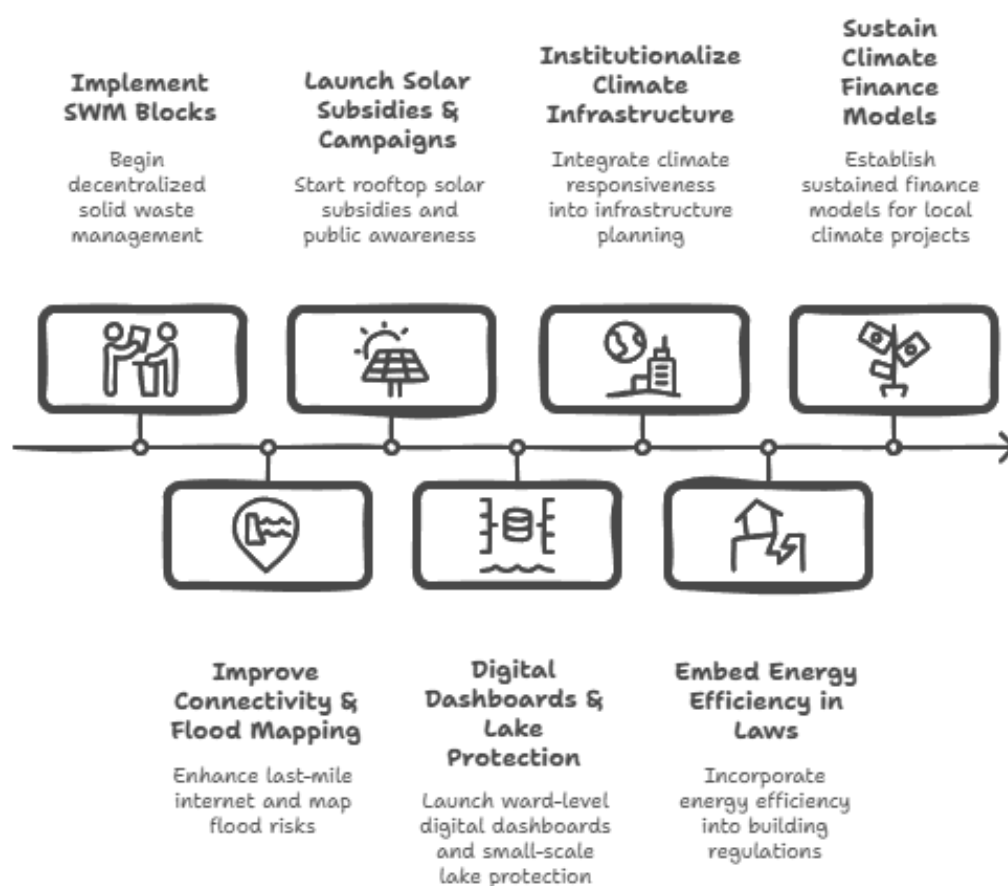 Implement
SWM Blocks
Begin
decentralized
solid waste
management
Launch Solar
Subsidies &
Campaigns
Start rooftop solar
subsidies and
public awareness
Institutionalize
Climate
Infrastructure
Integrate climate
responsiveness
into infrastructure
planning
Sustain
Climate
Finance
Models
Establish
sustained finance
models for local
climate projects
Improve
Connectivity &
Flood Mapping
Enhance last-mile
internet and map
flood risks
Digital
Dashboards &
Lake
Protection
Launch ward-level
digital dashboards
and small-scale
lake protection
Embed Energy
Efficiency in
Laws
Incorporate
energy efficiency
into building
regulations